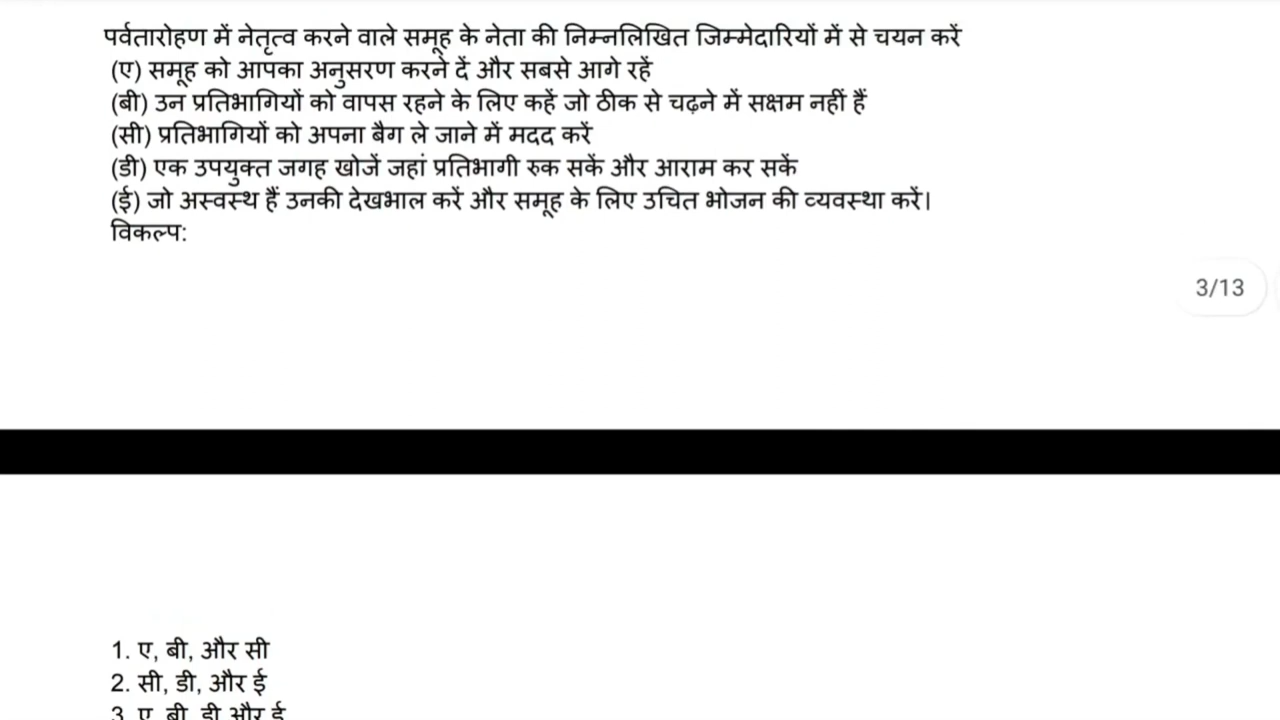 पर्वतारोहण में नेतृत्व करने वाले समूह के नेता की निम्नलिखित जिम्मेदारियों में से चयन करें
(ए) समूह को आपका अनुसरण करने दें और सबसे आगे रहें
(बी) उन प्रतिभागियों को वापस रहने के लिए कहें जो ठीक से चढ़ने में सक्षम नहीं हैं
(सी) प्रतिभागियों को अपना बैग ले जाने में मदद करें
(डी) एक उपयुक्त जगह खोजें जहां प्रतिभागी रुक सकें और आराम कर सकें
(ई) जो अस्वस्थ हैं उनकी देखभाल करें और समूह के लिए उचित भोजन की व्यवस्था करें।
विकल्प:
3/13
1. ए, बी, और सी
2. सी, डी, और ई
3. ए, बी, डी और ई